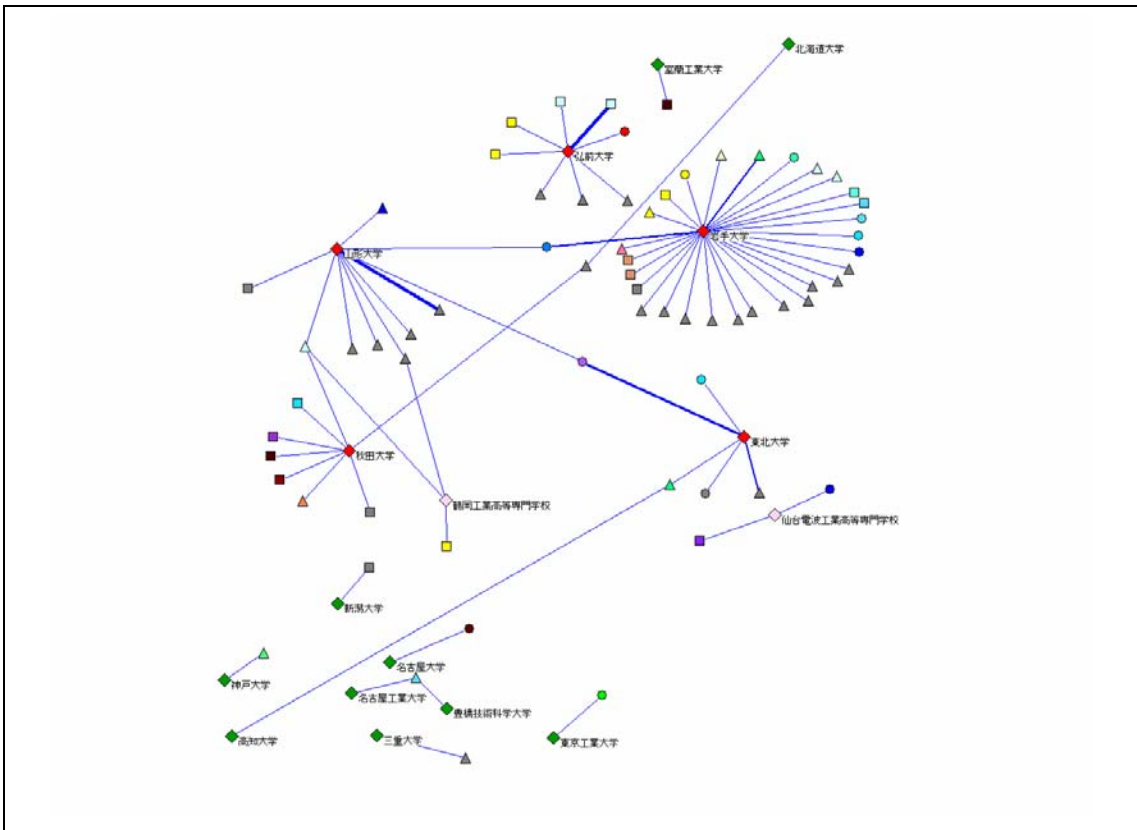 北海道大学
室蘭工業大学
弘前大学
岩手大学
山形大学
東北大学
秋田大学
鶴岡工業高等専門学校
仙台電波工業高等専門学校
新潟大学
名古屋大学
神戸大学
名古屋工業大学
豊橋技術科学大学
高知大学
三重大学
東京工業大学